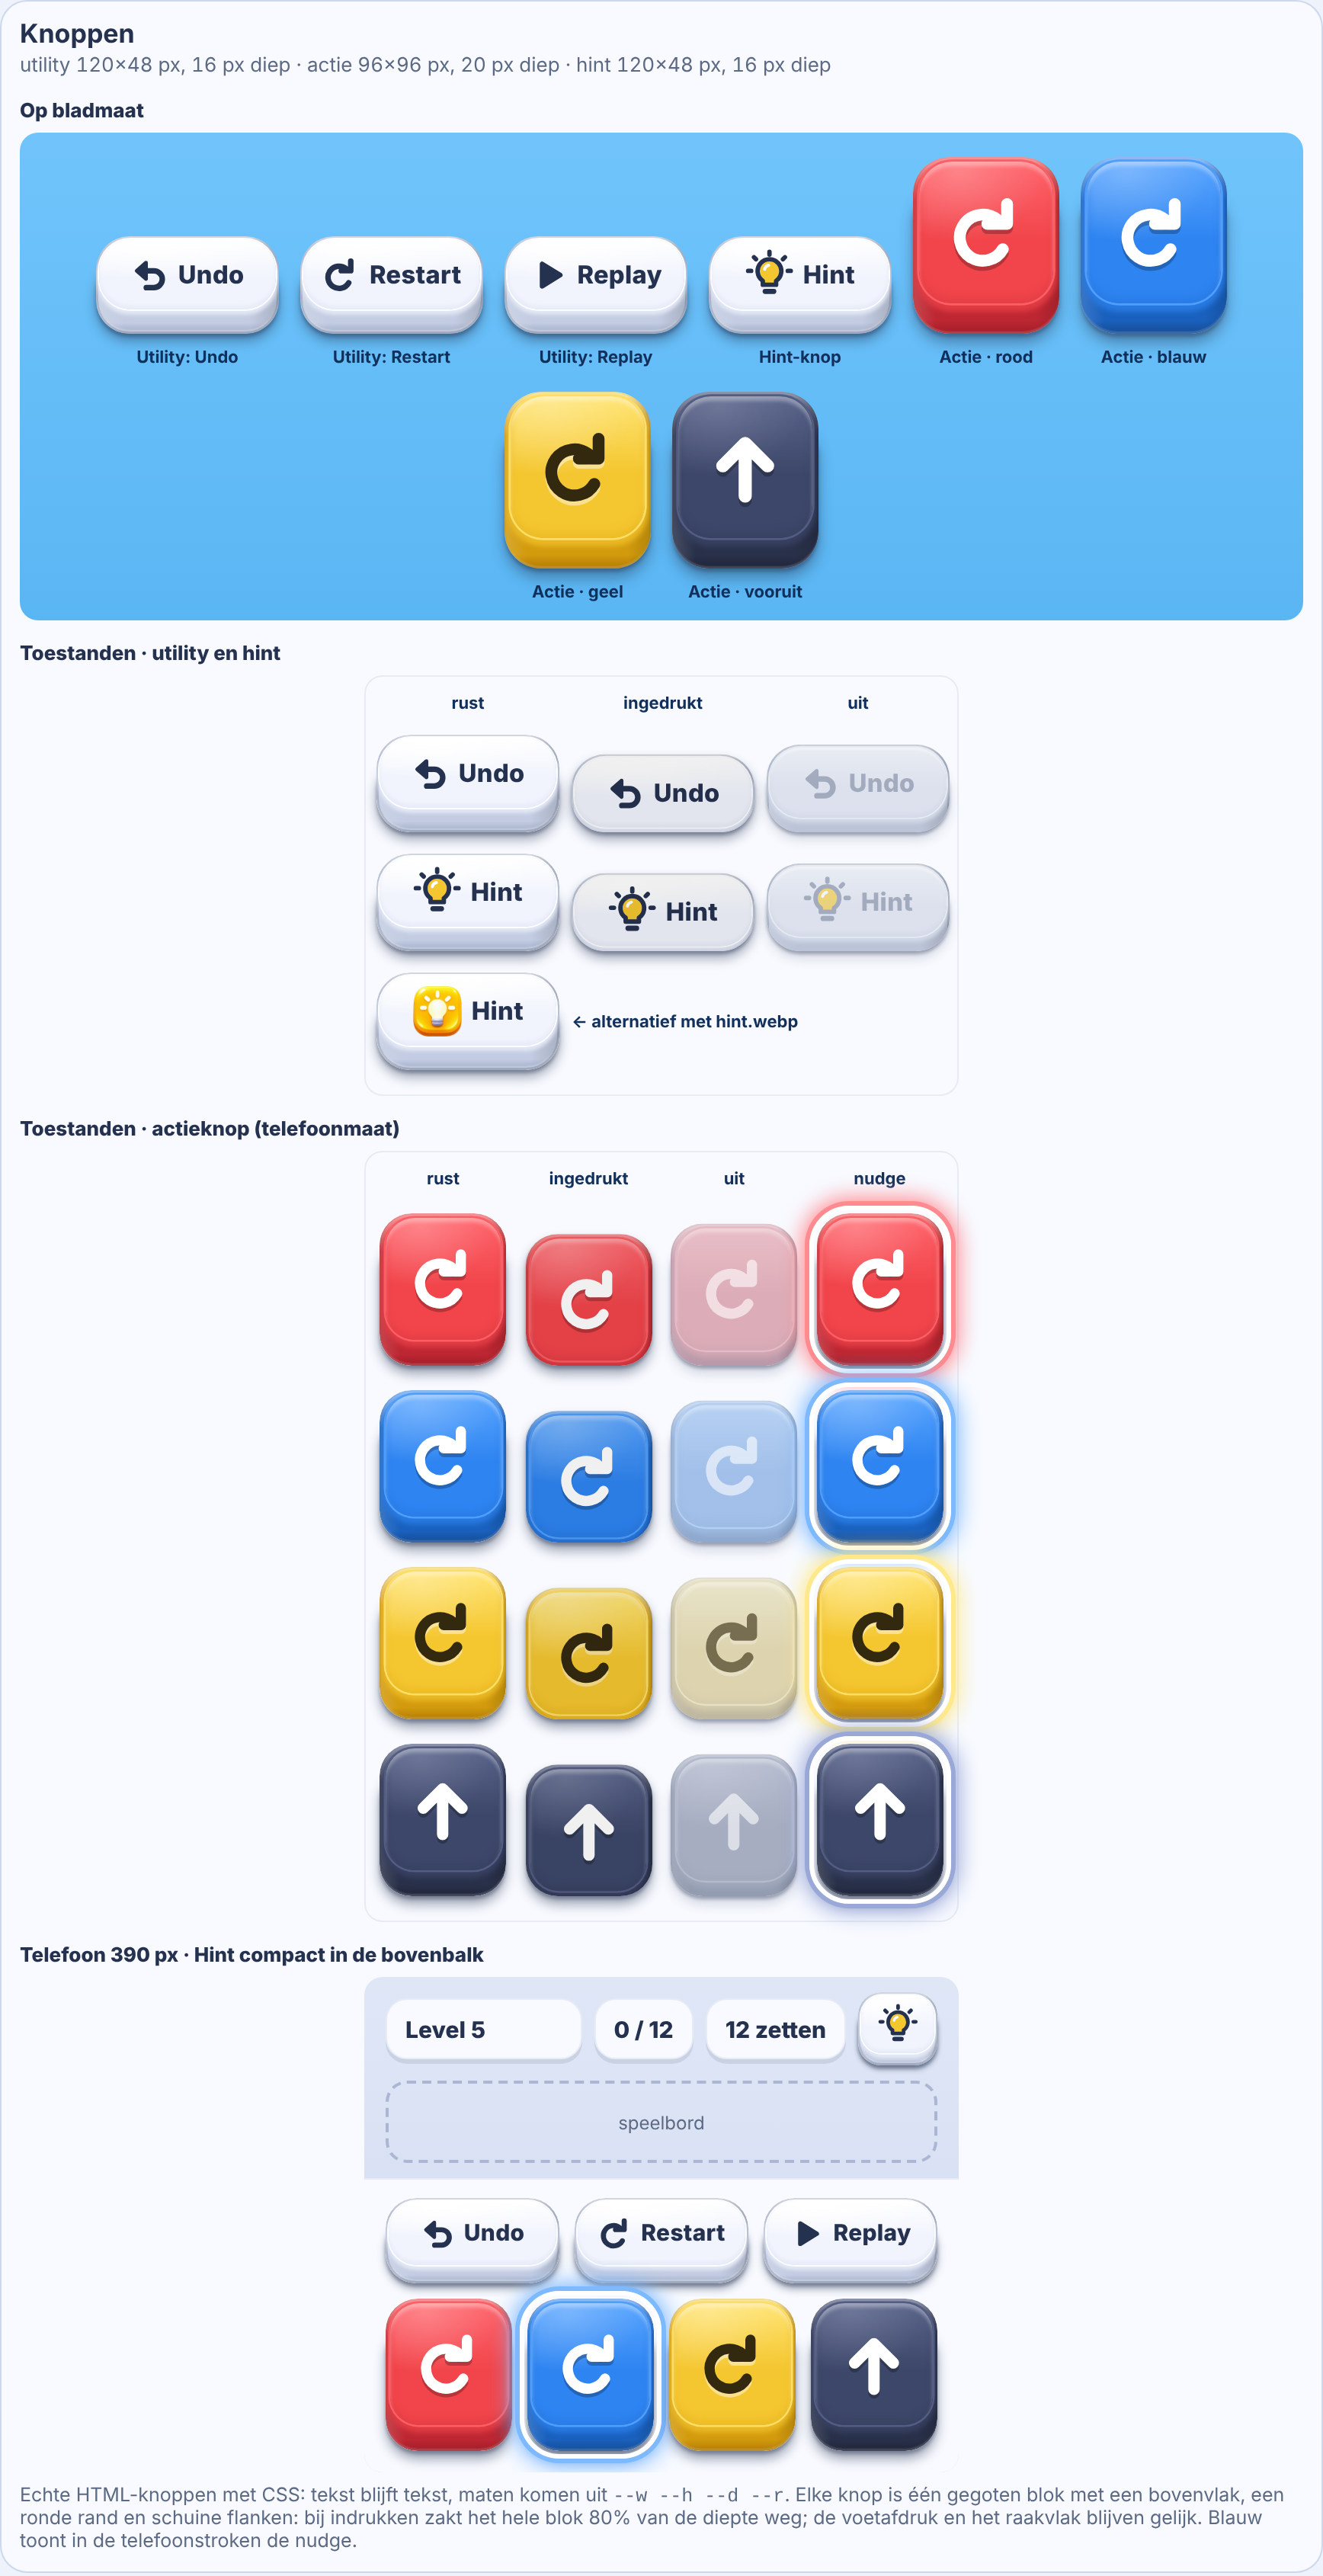 Knoppen
utility 120×48 px, 16 px diep · actie 96×96 px, 20 px diep · hint 120×48 px, 16 px diep
Op bladmaat
Undo
Restart
Replay
Hint
Utility: Undo
Utility: Restart
Utility: Replay
Hint-knop
Actie · rood
Actie · blauw
Actie · geel
Actie · vooruit
Toestanden · utility en hint
rust
ingedrukt
uit
Undo
Undo
Undo
Hint
Hint
Hint
Hint
← alternatief met hint.webp
Toestanden · actieknop (telefoonmaat)
rust
ingedrukt
uit
nudge
Telefoon 390 px · Hint compact in de bovenbalk
Level 5
0 / 12
12 zetten
speelbord
Undo
Restart
Replay
Echte HTML-knoppen met CSS: tekst blijft tekst, maten komen uit --w --h --d --r. Elke knop is één gegoten blok met een bovenvlak, een
ronde rand en schuine flanken: bij indrukken zakt het hele blok 80% van de diepte weg; de voetafdruk en het raakvlak blijven gelijk. Blauw
toont in de telefoonstroken de nudge.